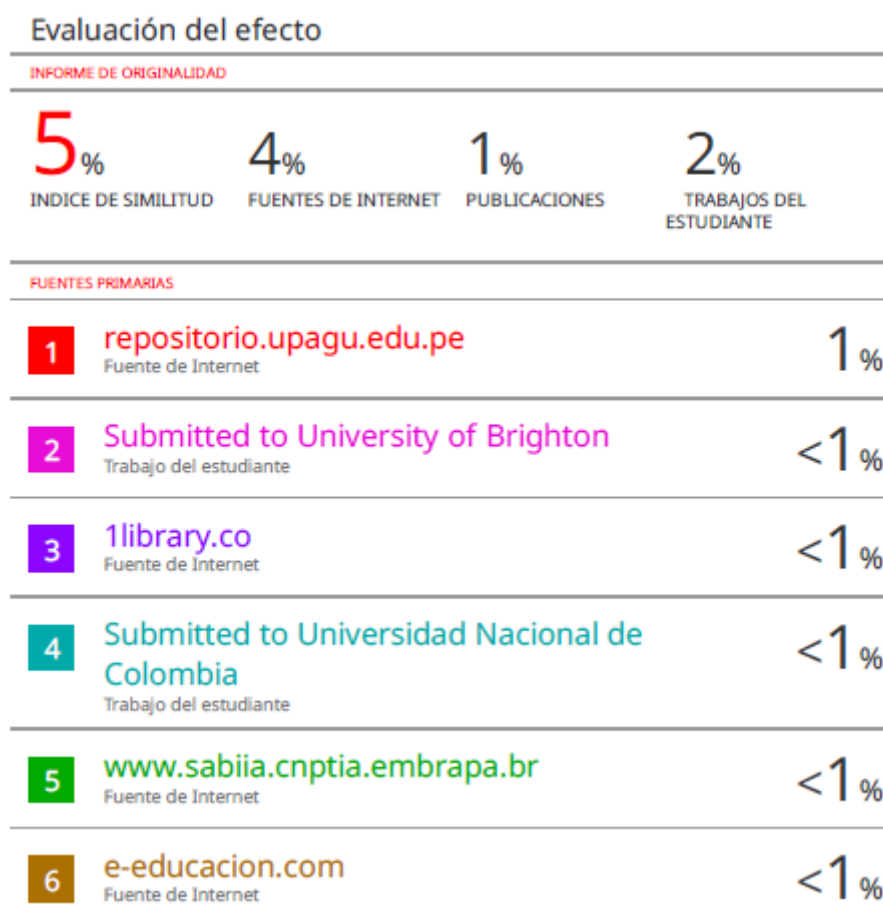 Evaluación del efecto
INFORME DE ORIGINALIDAD
5% 4% 1% 2%
INDICE DE SIMILITUD FUENTES DE INTERNET PUBLICACIONES TRABAJOS DEL
ESTUDIANTE
FUENTES PRIMARIAS
1 repositorio.upagu.edu.pe 1%
Fuente de Internet
2 Submitted to University of Brighton <1%
Trabajo del estudiante
3 1library.co <1%
Fuente de Internet
4 Submitted to Universidad Nacional de <1%
Colombia
Trabajo del estudiante
5 www.sabiia.cnptia.embrapa.br <1%
Fuente de Internet
6 e-educacion.com <1%
Fuente de Internet